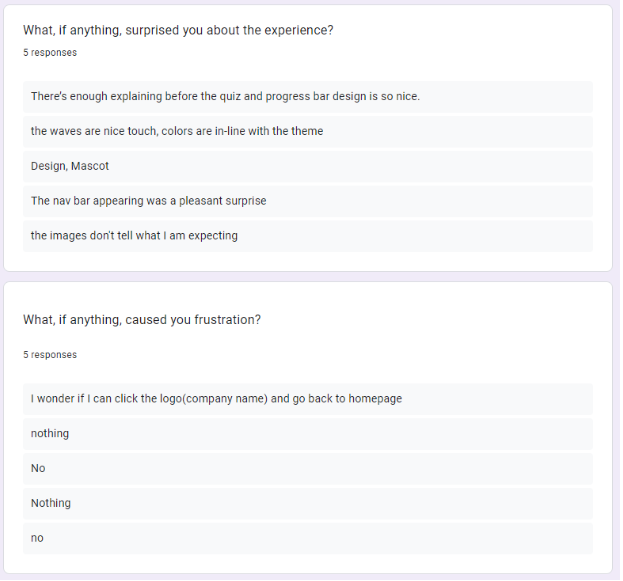 What, if anything, surprised you about the experience?
5 responses
There's enough explaining before the quiz and progress bar design is so nice.
the waves are nice touch, colors are in-line with the theme
Design, Mascot
The nav bar appearing was a pleasant surprise
the images don't tell what I am expecting
What, if anything, caused you frustration?
5 responses
I wonder if I can click the logo(company name) and go back to homepage
nothing
No
Nothing
no